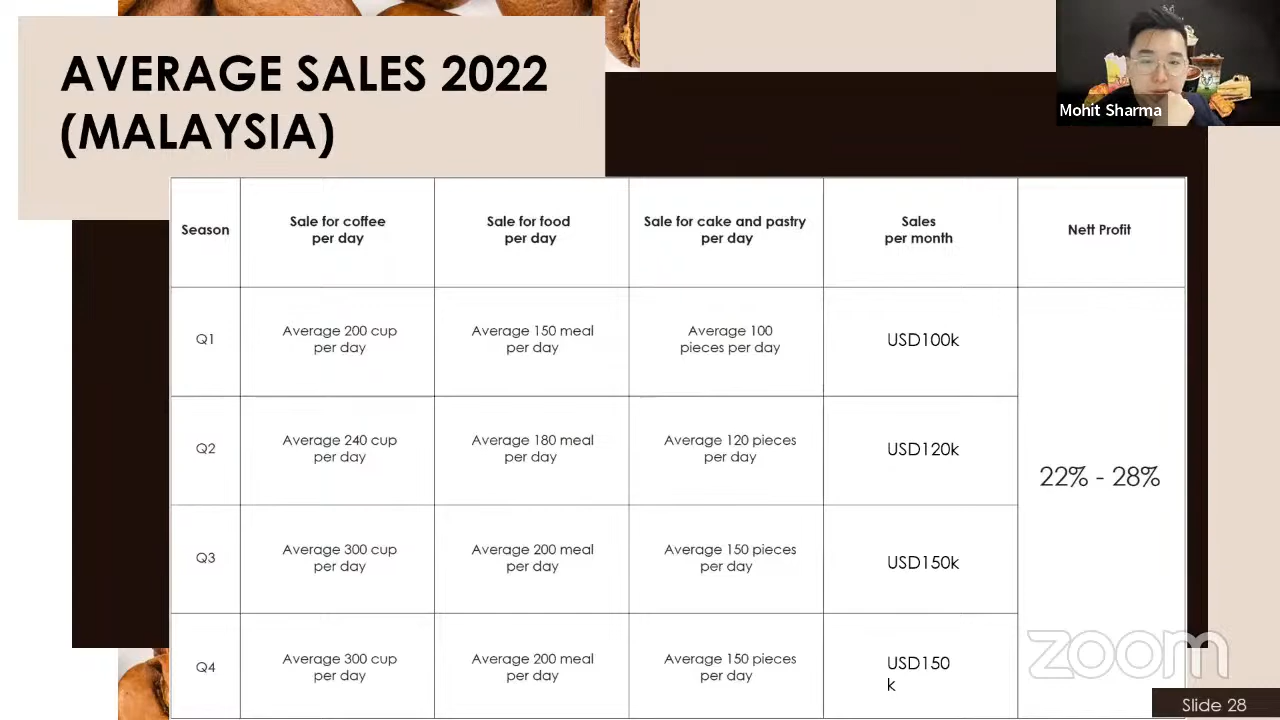 AVERAGE SALES 2022
(MALAYSIA)
Mohit Sharma
Season
Sale for coffee
per day
Sale for food
per day
Sale for cake and pastry
per day
Sales
per month
Nett Profit
Q1
Average 200 cup
per day
Average 150 meal
per day
Average 100
pieces per day
USD100k
Q2
Average 240 cup
per day
Average 180 meal
per day
Average 120 pieces
per day
USD120k
22% - 28%
Q3
Average 300 cup
per day
Average 200 meal
per day
Average 150 pieces
per day
USD150k
Q4
Average 300 cup
per day
Average 200 meal
per day
Average 150 pieces
per day
USD150
k
zoom
Slide 28